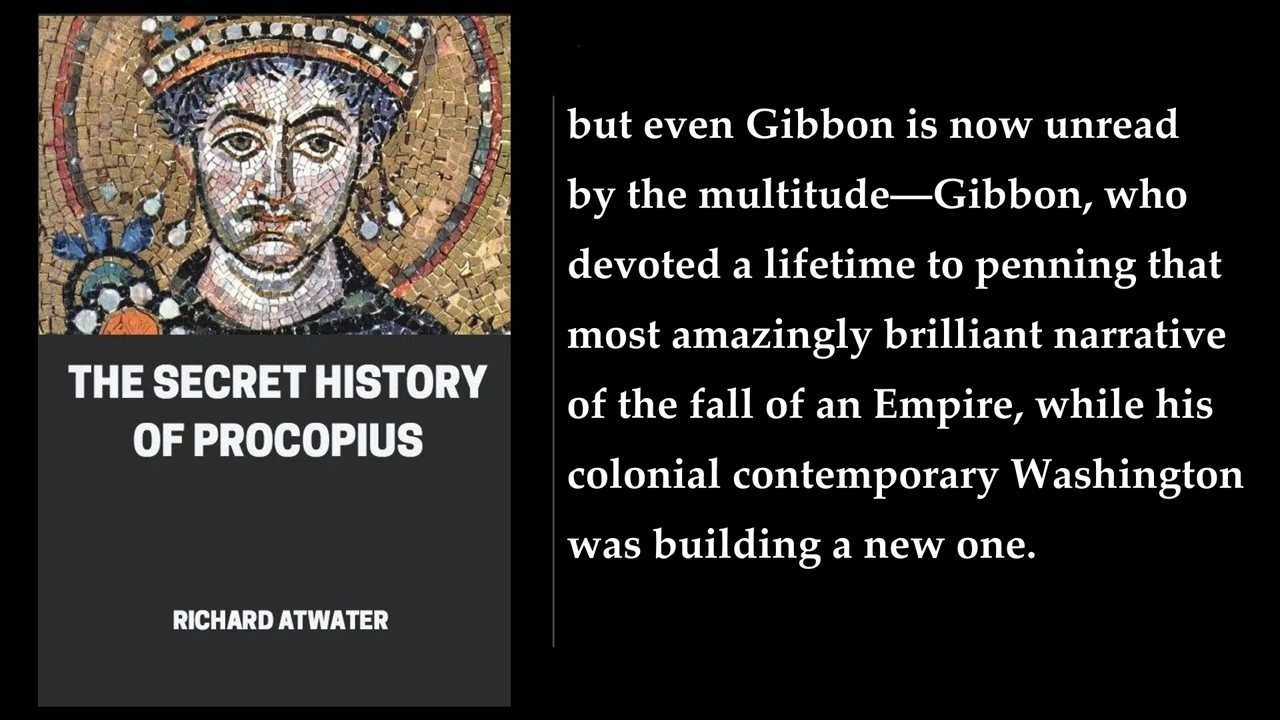 THE SECRET HISTORY
OF PROCOPIUS
RICHARD ATWATER
but even Gibbon is now unread
by the multitude—Gibbon, who
devoted a lifetime to penning that
most amazingly brilliant narrative
of the fall of an Empire, while his
colonial contemporary Washington
was building a new one.